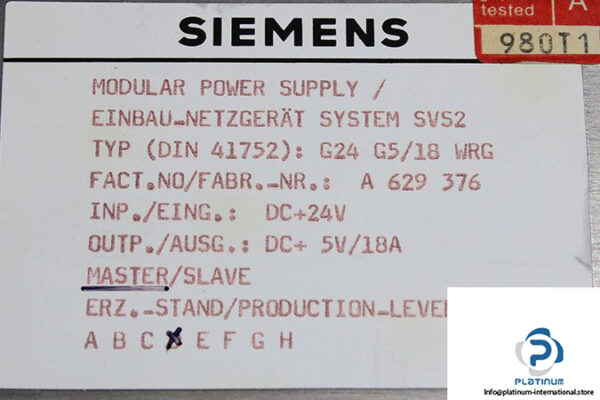 tested A
SIEMENS
980T1
MODULAR POWER SUPPLY /
EINBAU-NETZGERÄT SYSTEM SVS2
TYP (DIN 41752): G24 G5/18 WRG
FACT.NO/FABR.-NR.: A 629 376
INP./EING.: DC+24V
OUTP./AUSG.: DC+ 5V/18A
MASTER/SLAVE
ERZ.-STAND/PRODUCTION-LEVE
A B C D E F G H
PLATINUM
Info@platinum-international.store